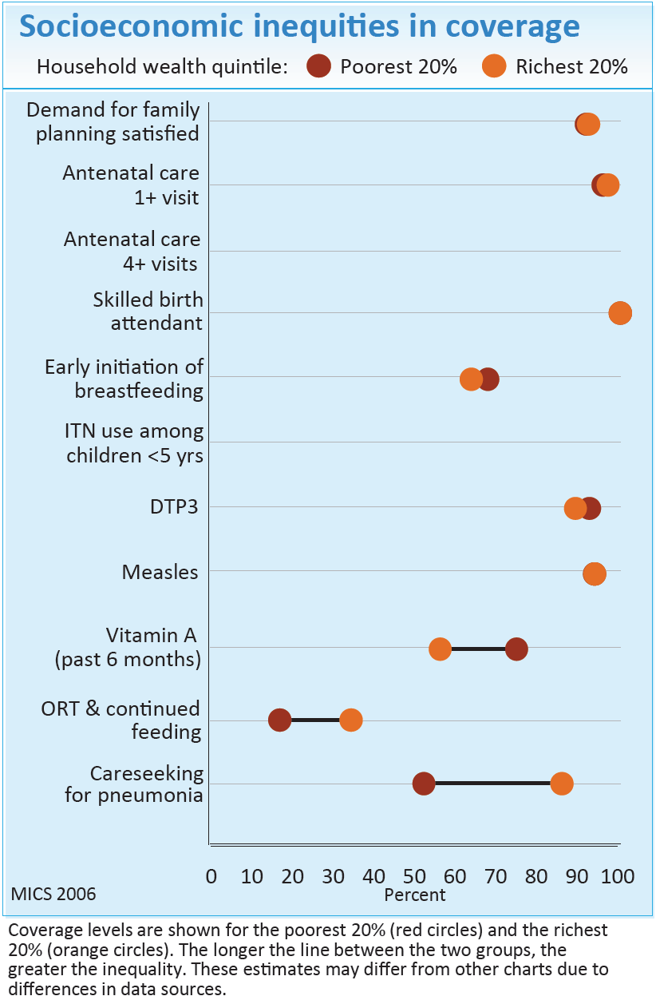 Socioeconomic inequities in coverage
Household wealth quintile: Poorest 20% Richest 20%
Demand for family
planning satisfied
Antenatal care
1+ visit
Antenatal care
4+ visits
Skilled birth
attendant
Early initiation of
breastfeeding
ITN use among
children <5 yrs
DTP3
Measles
Vitamin A
(past 6 months)
ORT & continued
feeding
Careseeking
for pneumonia
0 10 20 30 40 50 60 70 80 90 100
Percent
MICS 2006
Coverage levels are shown for the poorest 20% (red circles) and the richest
20% (orange circles). The longer the line between the two groups, the
greater the inequality. These estimates may differ from other charts due to
differences in data sources.